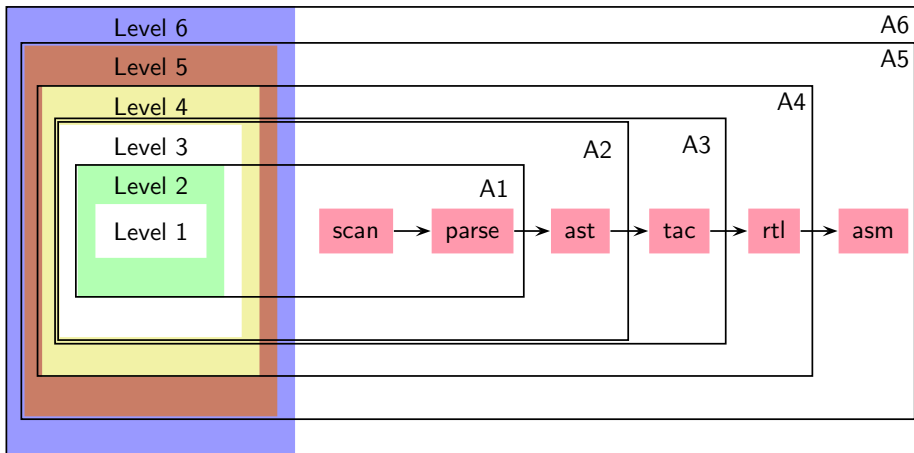 Level 6
A6
Level 5
A5
Level 4
A4
Level 3
A3
A2
Level 2
A1
Level 1
scan
parse
ast
tac
rtl
asm